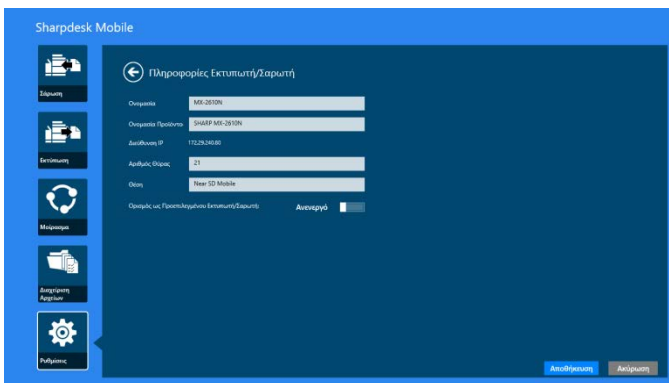 Sharpdesk Mobile
Σάρωση
Εκτύπωση
Μοίρασμα
Διαχείριση
Αρχείων
Ρυθμίσεις
Πληροφορίες Εκτυπωτή/Σαρωτή
Ονομασία MX-2610N
Ονομασία Προϊόντο SHARP MX-2610N
Διεύθυνση IP 172.29.240.80
Αριθμός Θύρας 21
Θέση Near SD Mobile
Ορισμός ως Προεπιλεγμένου Εκτυπωτή/Σαρωτή: Ανενεργό
Αποθήκευση Ακύρωση